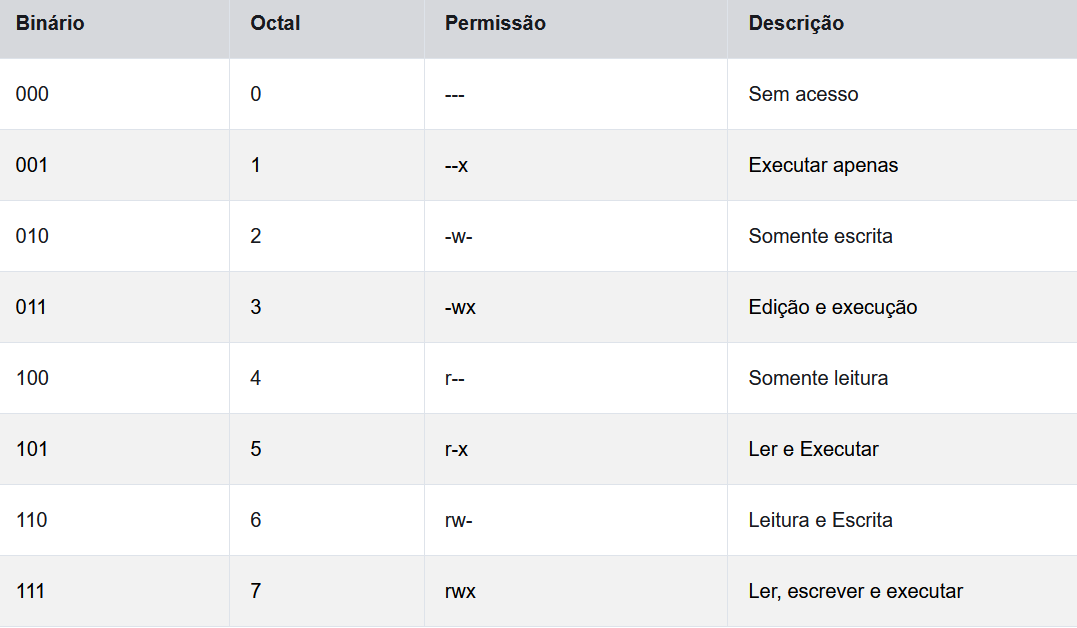 Binário Octal Permissão Descrição
000 0 --- Sem acesso
001 1 --x Executar apenas
010 2 -w- Somente escrita
011 3 -wx Edição e execução
100 4 r-- Somente leitura
101 5 r-x Ler e Executar
110 6 rw- Leitura e Escrita
111 7 rwx Ler, escrever e executar